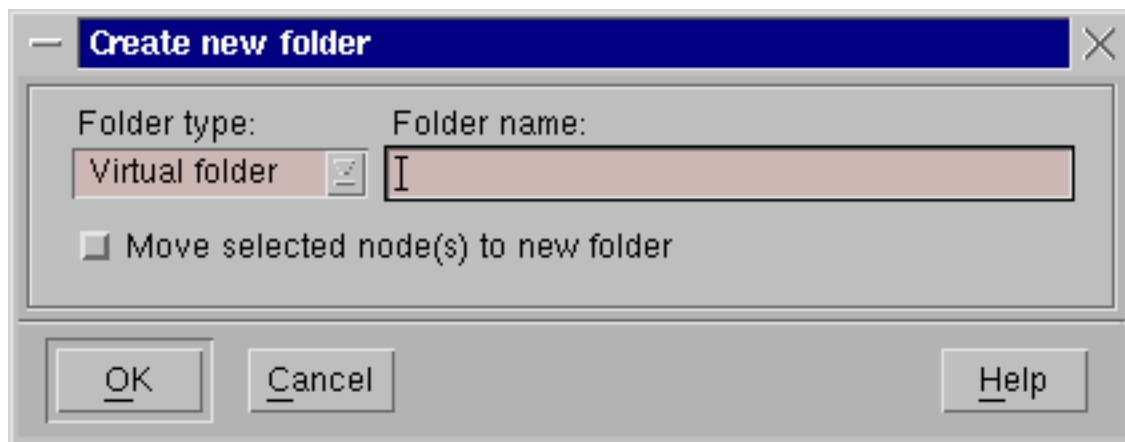 Create new folder
Folder type: Folder name:
Virtual folder
Move selected node(s) to new folder
OK Cancel Help